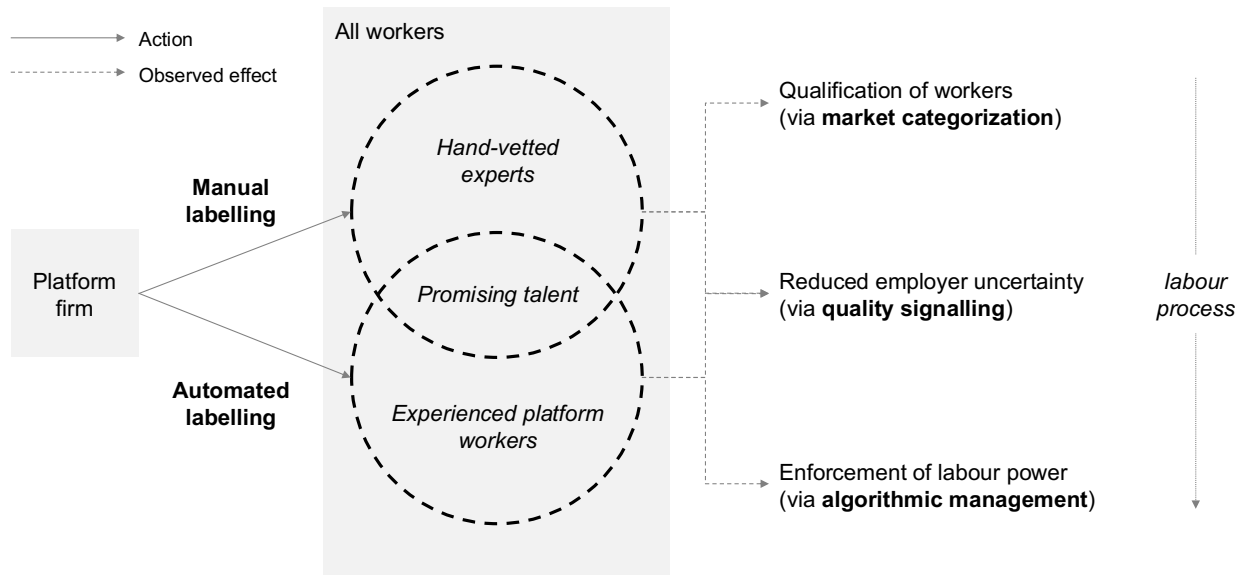 Action
Observed effect
All workers
Platform
firm
Manual
labelling
Automated
labelling
Hand-vetted
experts
Promising talent
Experienced platform
workers
Qualification of workers
(via market categorization)
Reduced employer uncertainty
(via quality signalling)
Enforcement of labour power
(via algorithmic management)
labour
process